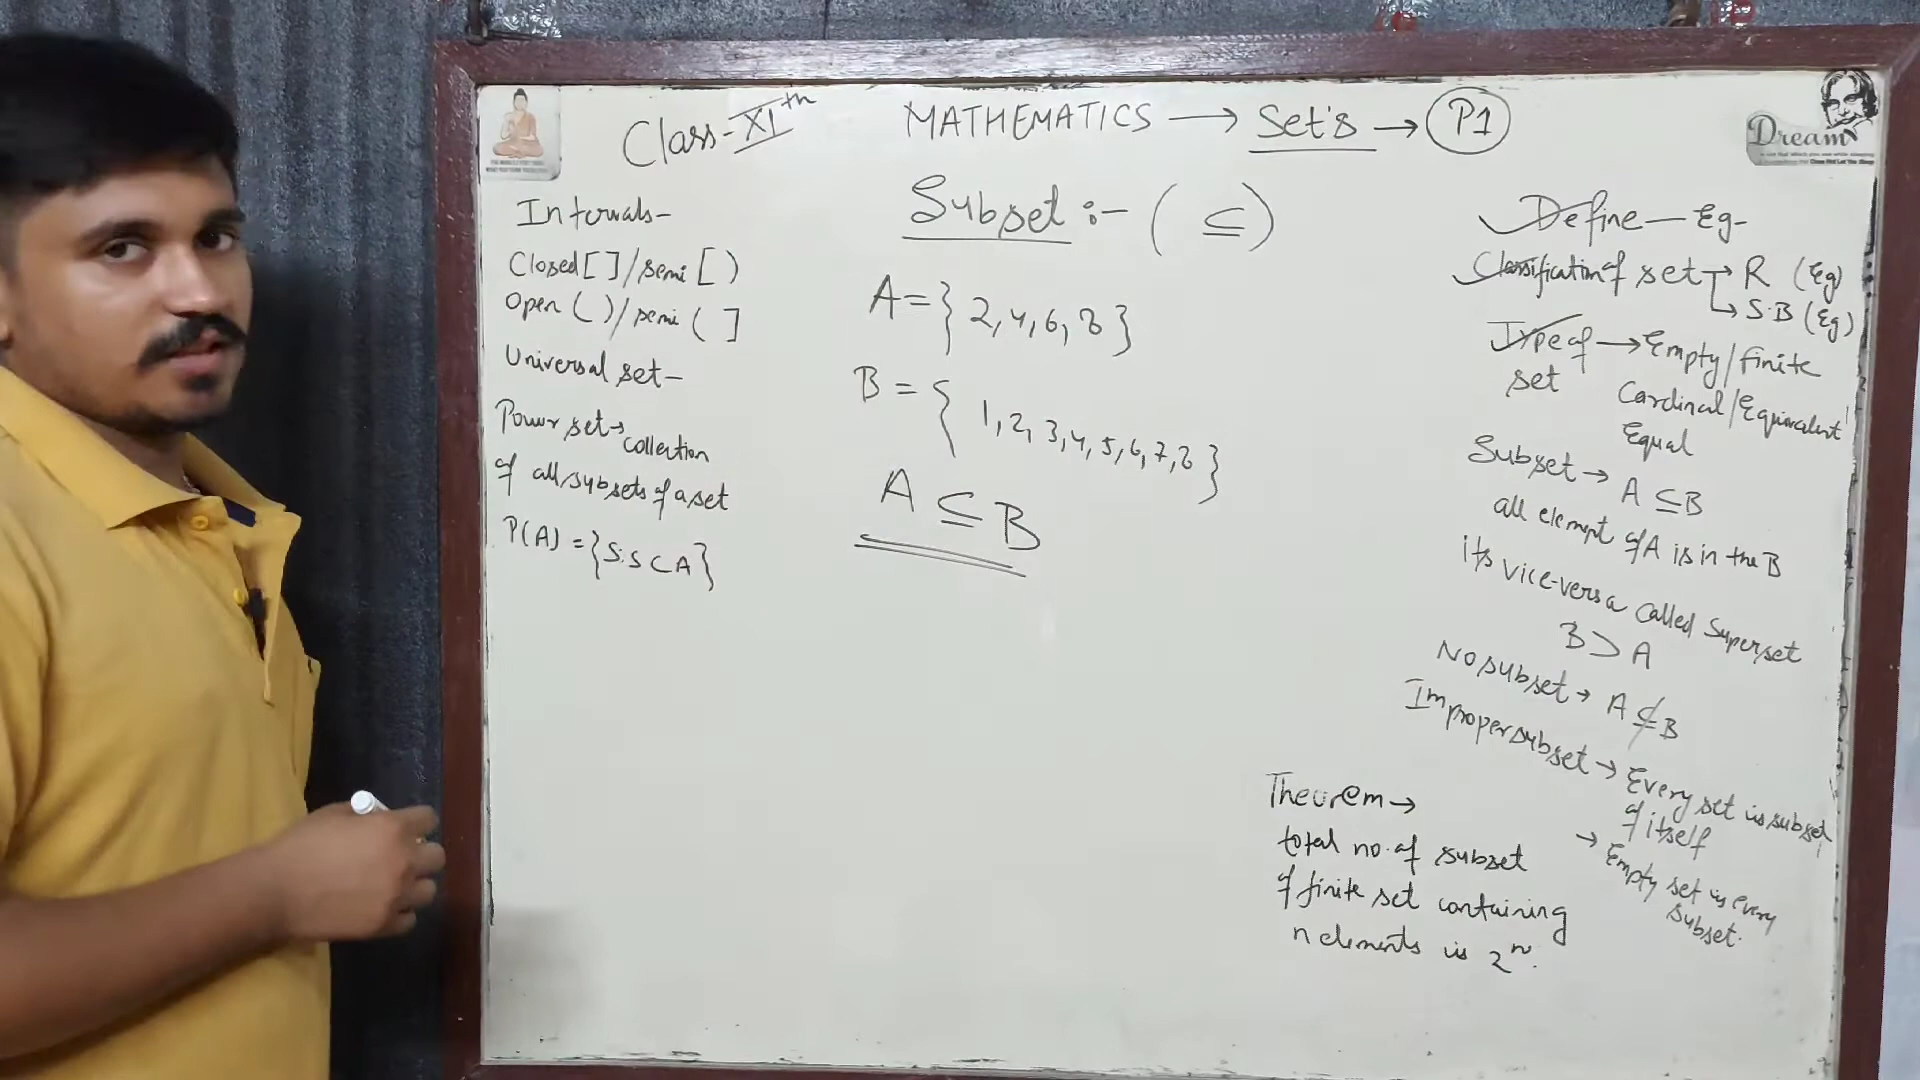 Class-XIth MATHEMATICS → Set's → P1
Dream
Intervals-
Closed [ ] / semi [ )
Open ( ) / semi ( ]
Universal set-
Power set → collection
of all subsets of a set
P(A) = {S:S ⊂ A}
Subset :- ( ⊆ )
A = { 2, 4, 6, 8 }
B = { 1, 2, 3, 4, 5, 6, 7, 8 }
A ⊆ B
Define - Eg-
Classification of set → R (Eg)
→ S.B (Eg)
Type of → Empty/finite
set Cardinal/Equivalent
Equal
Subset → A ⊆ B
all element of A is in the B
its vice-versa called Superset
B ⊃ A
No subset → A ⊈ B
Improper subset → Every set is subset
of itself
→ Empty set is every
subset.
Theorem →
total no. of subset
of finite set containing
n elements is 2ⁿ.